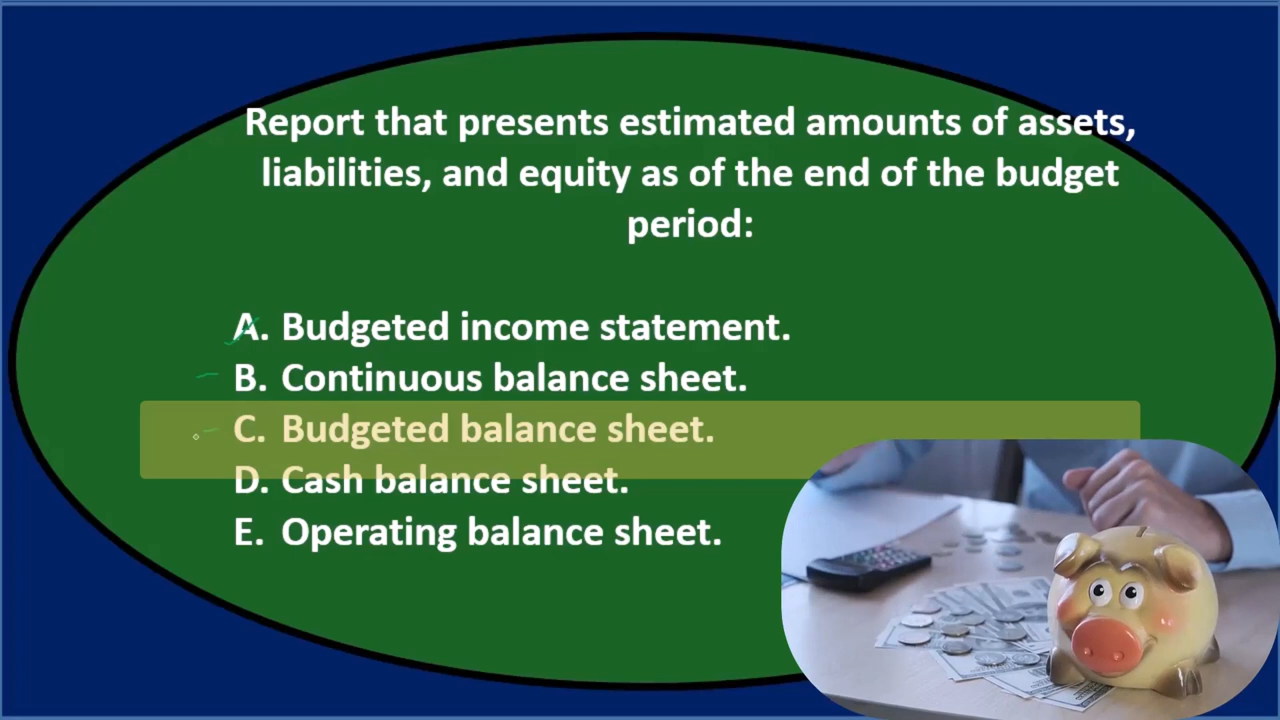 Report that presents estimated amounts of assets,
liabilities, and equity as of the end of the budget
period:
A. Budgeted income statement.
B. Continuous balance sheet.
C. Budgeted balance sheet.
D. Cash balance sheet.
E. Operating balance sheet.